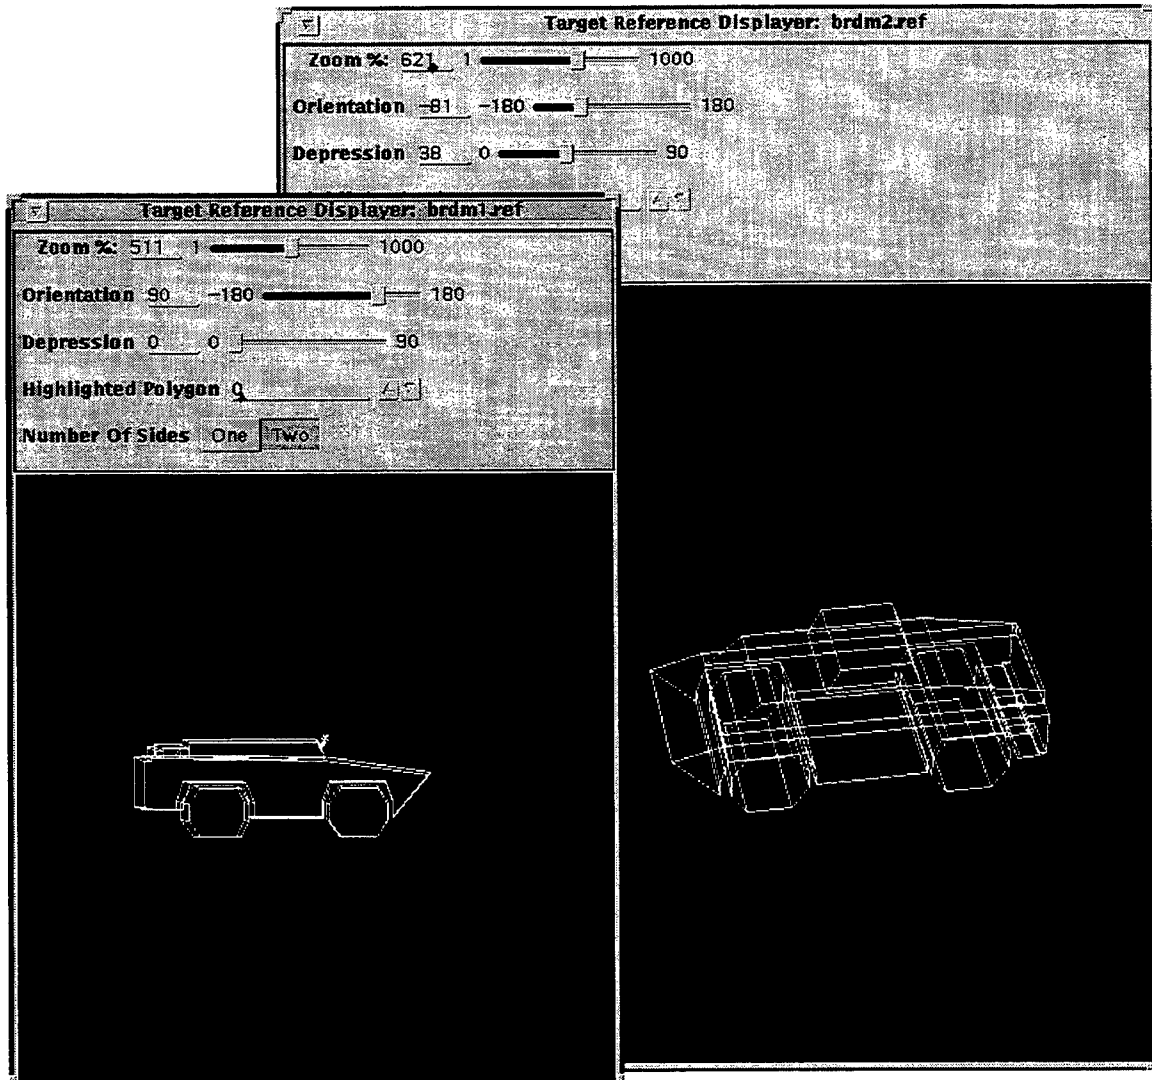 Target Reference Displayer: brdm2.ref
Zoom %: 621 1 1000
Orientation -81 -180 180
Depression 38 0 90
Target Reference Displayer: brdm1.ref
Zoom %: 511 1 1000
Orientation 90 -180 180
Depression 0 0 90
Highlighted Polygon 0
Number Of Sides One Two